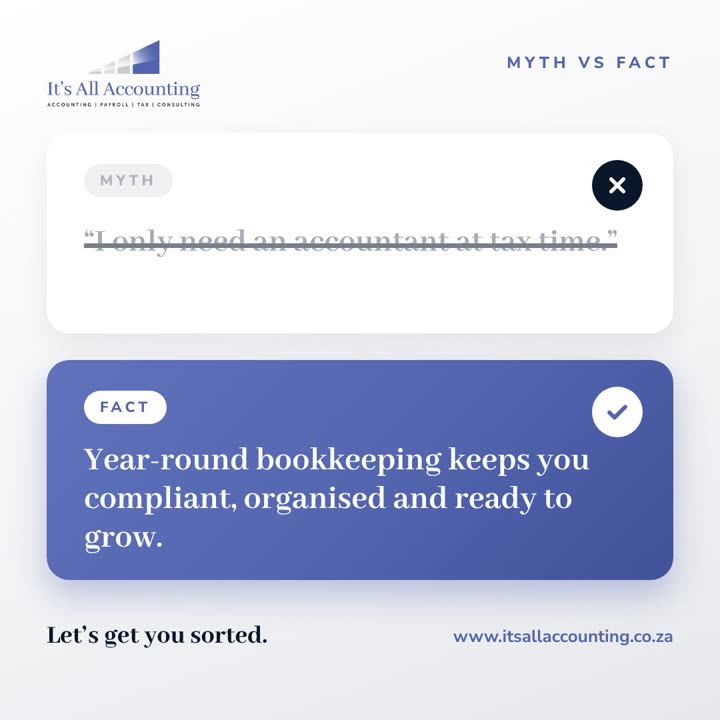 It's All Accounting
ACCOUNTING | PAYROLL | TAX | CONSULTING
MYTH VS FACT
MYTH
“I only need an accountant at tax time.”
FACT
Year-round bookkeeping keeps you
compliant, organised and ready to
grow.
Let’s get you sorted.
www.itsallaccounting.co.za